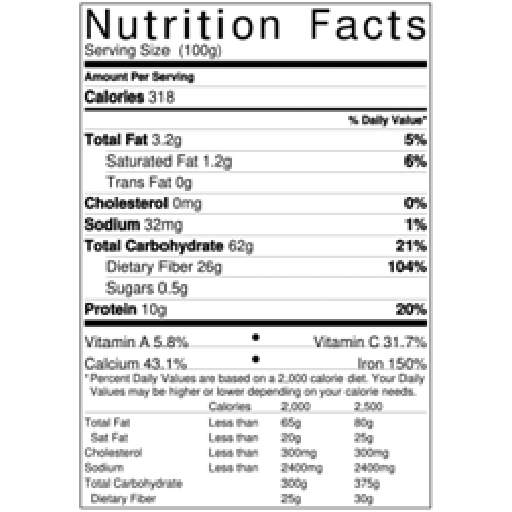 Nutrition Facts
Serving Size (100g)
Amount Per Serving
Calories 318
% Daily Value*
Total Fat 3.2g 5%
Saturated Fat 1.2g 6%
Trans Fat 0g
Cholesterol 0mg 0%
Sodium 32mg 1%
Total Carbohydrate 62g 21%
Dietary Fiber 26g 104%
Sugars 0.5g
Protein 10g 20%
Vitamin A 5.8% • Vitamin C 31.7%
Calcium 43.1% • Iron 150%
*Percent Daily Values are based on a 2,000 calorie diet. Your Daily
Values may be higher or lower depending on your calorie needs.
Calories 2,000 2,500
Total Fat Less than 65g 80g
Sat Fat Less than 20g 25g
Cholesterol Less than 300mg 300mg
Sodium Less than 2400mg 2400mg
Total Carbohydrate 300g 375g
Dietary Fiber 25g 30g